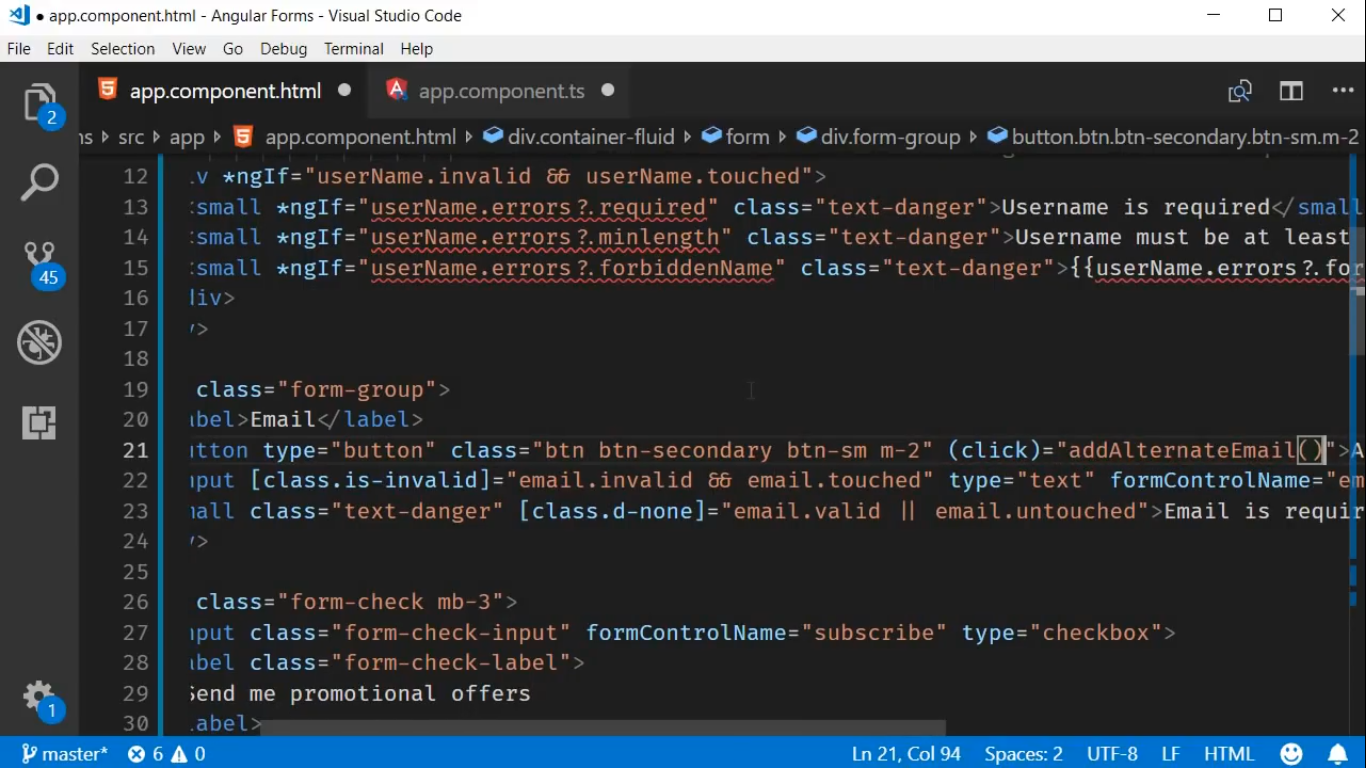 app.component.html - Angular Forms - Visual Studio Code
File Edit Selection View Go Debug Terminal Help
app.component.html app.component.ts
2
ns src app app.component.html div.container-fluid form div.form-group button.btn.btn-secondary.btn-sm.m-2
12 v *ngIf="userName.invalid && userName.touched">
13 small *ngIf="userName.errors?.required" class="text-danger">Username is required</small
14 small *ngIf="userName.errors?.minlength" class="text-danger">Username must be at least
15 small *ngIf="userName.errors?.forbiddenName" class="text-danger">{{userName.errors?.for
45
16 div>
17 >
18
19 class="form-group">
20 abel>Email</label>
21 utton type="button" class="btn btn-secondary btn-sm m-2" (click)="addAlternateEmail()">A
22 nput [class.is-invalid]="email.invalid && email.touched" type="text" formControlName="em
23 mall class="text-danger" [class.d-none]="email.valid || email.untouched">Email is requir
24 >
25
26 class="form-check mb-3">
27 nput class="form-check-input" formControlName="subscribe" type="checkbox">
28 abel class="form-check-label">
29 Send me promotional offers
1
30 label>
master* 6 0 Ln 21, Col 94 Spaces: 2 UTF-8 LF HTML